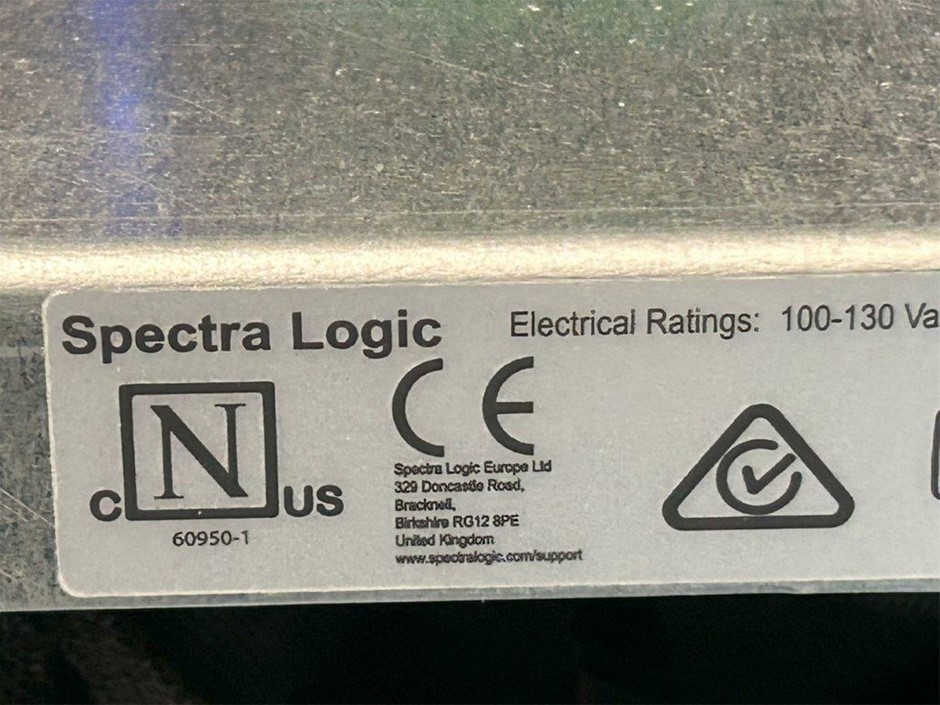 Spectra Logic
Electrical Ratings: 100-130 Va
CE
C N US
60950-1
Spectra Logic Europe Ltd
329 Doncastle Road,
Bracknell,
Birkshire RG12 8PE
United Kingdom
www.spectralogic.com/support